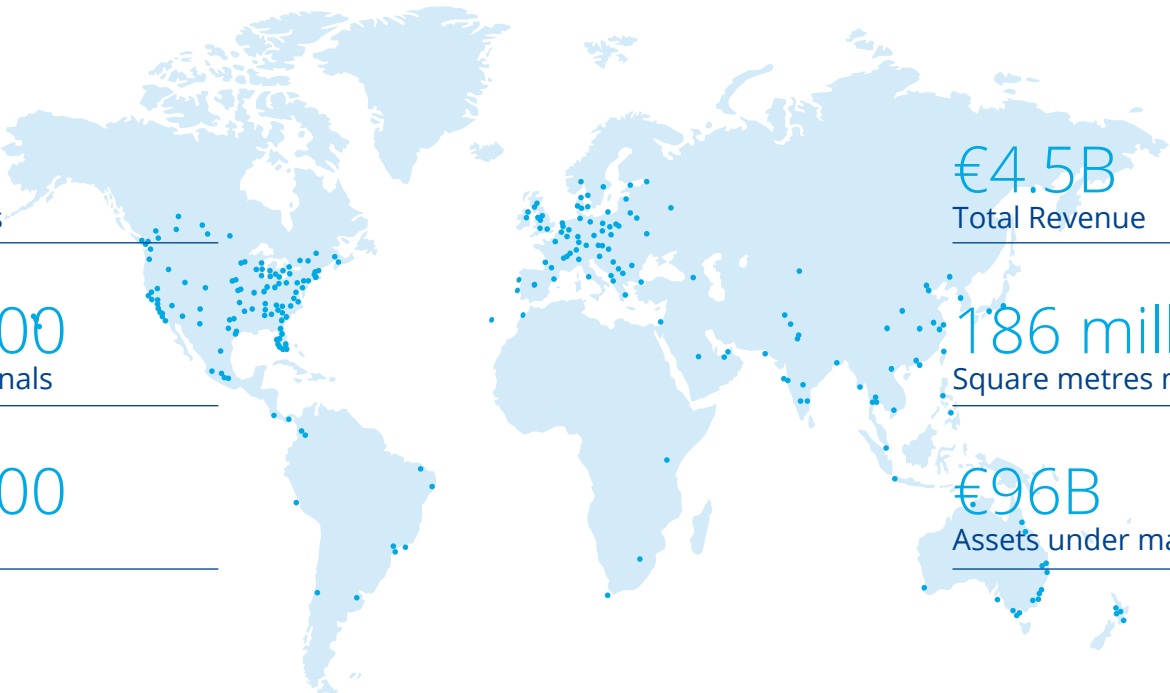 s
00
nals
00
€4.5B
Total Revenue
186 mill
Square metres m
€96B
Assets under ma